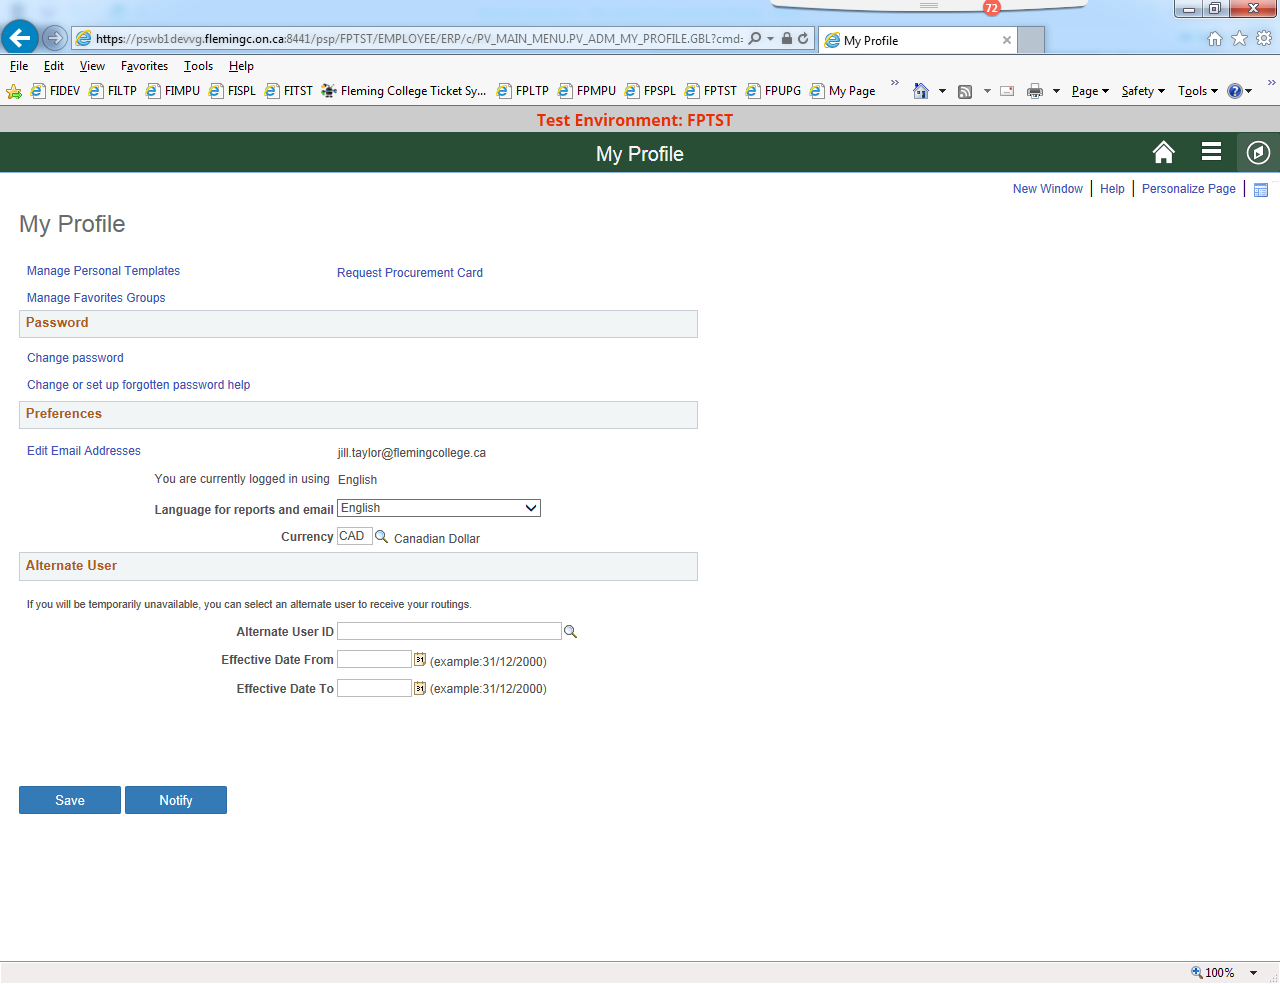 72
https://pswb1devvg.flemingc.on.ca:8441/psp/FPTST/EMPLOYEE/ERP/c/PV_MAIN_MENU.PV_ADM_MY_PROFILE.GBL?cmd=
My Profile
File Edit View Favorites Tools Help
FIDEV FILTP FIMPU FISPL FITST Fleming College Ticket Sy... FPLTP FPMPU FPSPL FPTST FPUPG My Page » Page Safety Tools »
Test Environment: FPTST
My Profile
New Window | Help | Personalize Page |
My Profile
Manage Personal Templates Request Procurement Card
Manage Favorites Groups
Password
Change password
Change or set up forgotten password help
Preferences
Edit Email Addresses jill.taylor@flemingcollege.ca
You are currently logged in using English
Language for reports and email English
Currency CAD Canadian Dollar
Alternate User
If you will be temporarily unavailable, you can select an alternate user to receive your routings.
Alternate User ID
Effective Date From 31 (example:31/12/2000)
Effective Date To 31 (example:31/12/2000)
Save Notify
100%